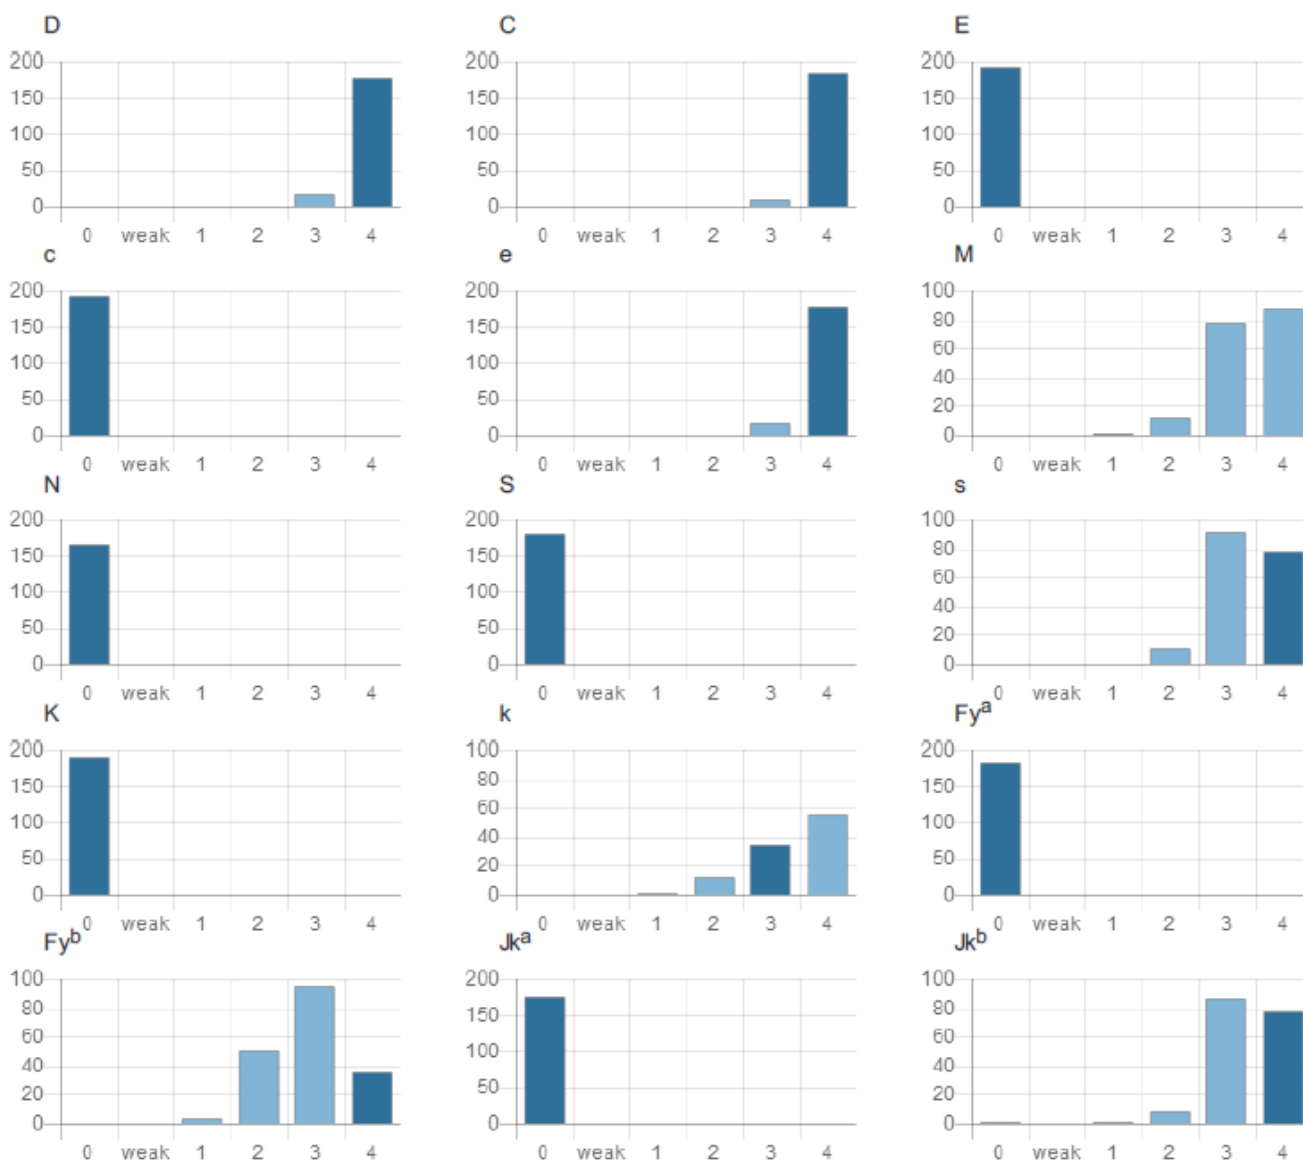 D C E
200 200 200
150 150 150
100 100 100
50 50 50
0 0 0
0 weak 1 2 3 4 0 weak 1 2 3 4 0 weak 1 2 3 4
c e M
200 200 100
150 150 80
100 100 60
50 50 40
0 0 20
0
0 weak 1 2 3 4 0 weak 1 2 3 4 0 weak 1 2 3 4
N S s
200 200 100
150 150 80
100 100 60
50 50 40
0 0 20
0
0 weak 1 2 3 4 0 weak 1 2 3 4 0 weak 1 2 3 4
K k Fyᵃ
200 100 200
150 80 150
100 60 100
50 40 50
0 20 0
0
0 weak 1 2 3 4 0 weak 1 2 3 4 0 weak 1 2 3 4
Fyᵇ Jkᵃ Jkᵇ
100 200 100
80 150 80
60 100 60
40 50 40
20 0 20
0 0
0 weak 1 2 3 4 0 weak 1 2 3 4 0 weak 1 2 3 4